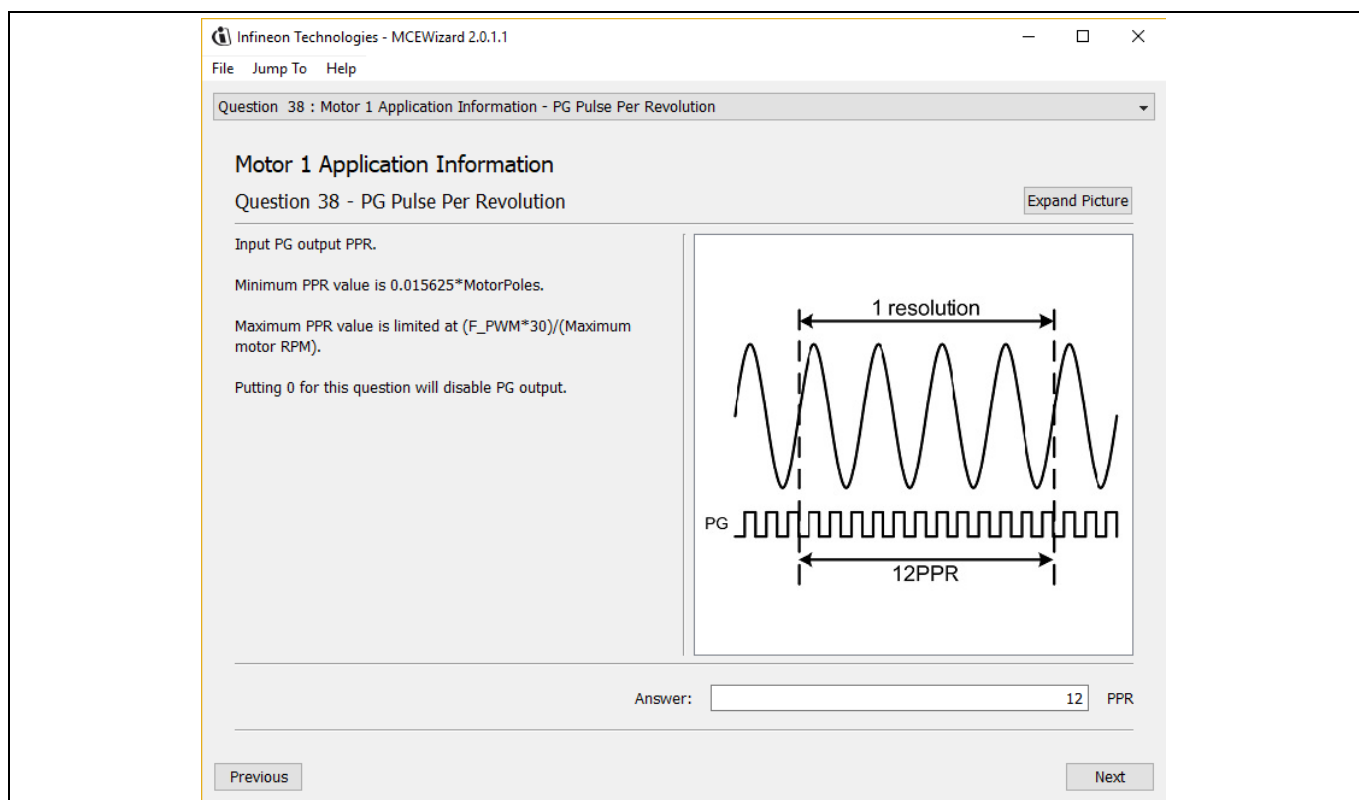 Infineon Technologies - MCEWizard 2.0.1.1
File Jump To Help
Question 38 : Motor 1 Application Information - PG Pulse Per Revolution
Motor 1 Application Information
Question 38 - PG Pulse Per Revolution
Expand Picture
Input PG output PPR.
Minimum PPR value is 0.015625*MotorPoles.
Maximum PPR value is limited at (F_PWM*30)/(Maximum
motor RPM).
Putting 0 for this question will disable PG output.
1 resolution
PG
12PPR
Answer: 12 PPR
Previous Next